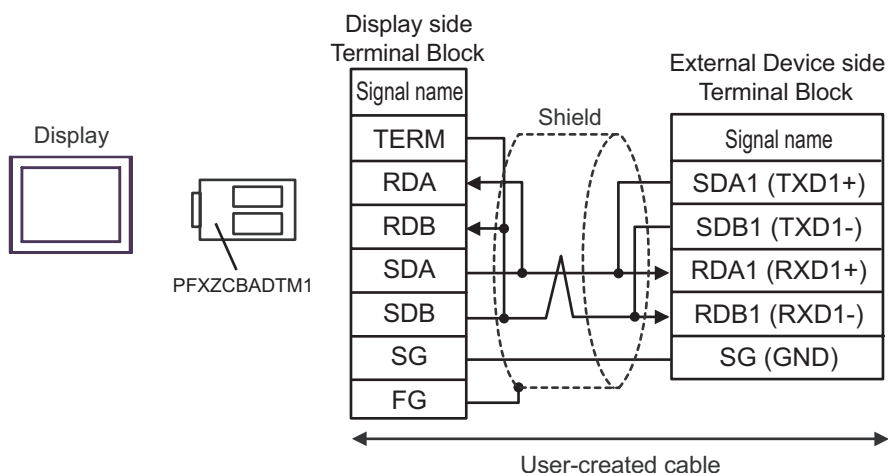 Display side
Terminal Block
Signal name
TERM
RDA
RDB
SDA
SDB
SG
FG
Shield
External Device side
Terminal Block
Signal name
SDA1 (TXD1+)
SDB1 (TXD1-)
RDA1 (RXD1+)
RDB1 (RXD1-)
SG (GND)
Display
PFXZCBADTM1
User-created cable